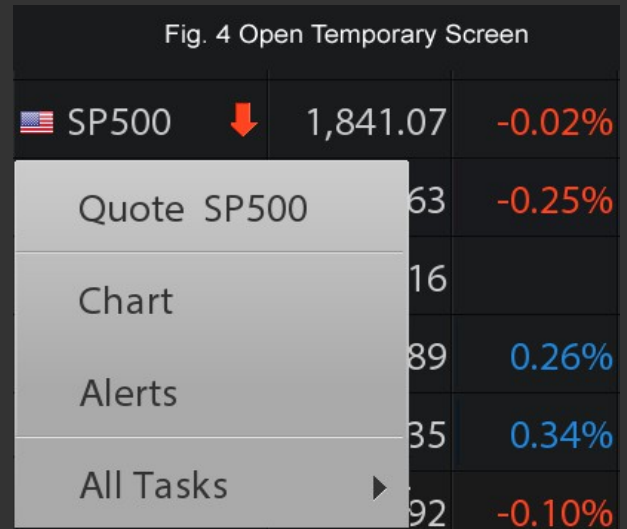 Fig. 4 Open Temporary Screen
SP500 1,841.07 -0.02%
Quote SP500 63 -0.25%
Chart 16
89 0.26%
Alerts
35 0.34%
All Tasks 92 -0.10%